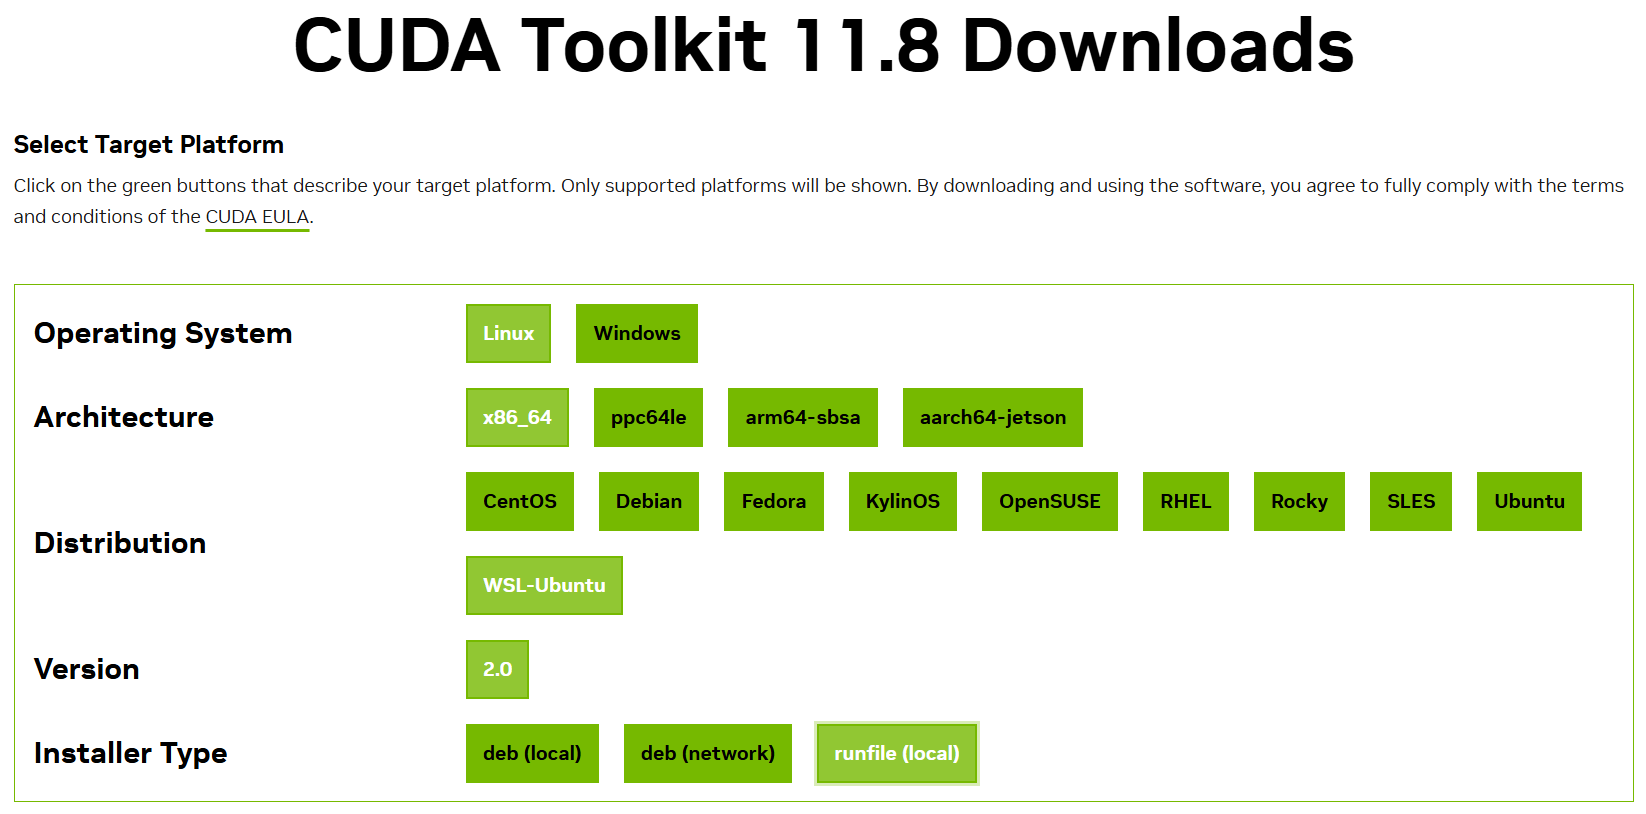 CUDA Toolkit 11.8 Downloads
Select Target Platform
Click on the green buttons that describe your target platform. Only supported platforms will be shown. By downloading and using the software, you agree to fully comply with the terms
and conditions of the CUDA EULA.
Operating System
Linux
Windows
Architecture
x86_64
ppc64le
arm64-sbsa
aarch64-jetson
Distribution
CentOS
Debian
Fedora
KylinOS
OpenSUSE
RHEL
Rocky
SLES
Ubuntu
WSL-Ubuntu
Version
2.0
Installer Type
deb (local)
deb (network)
runfile (local)